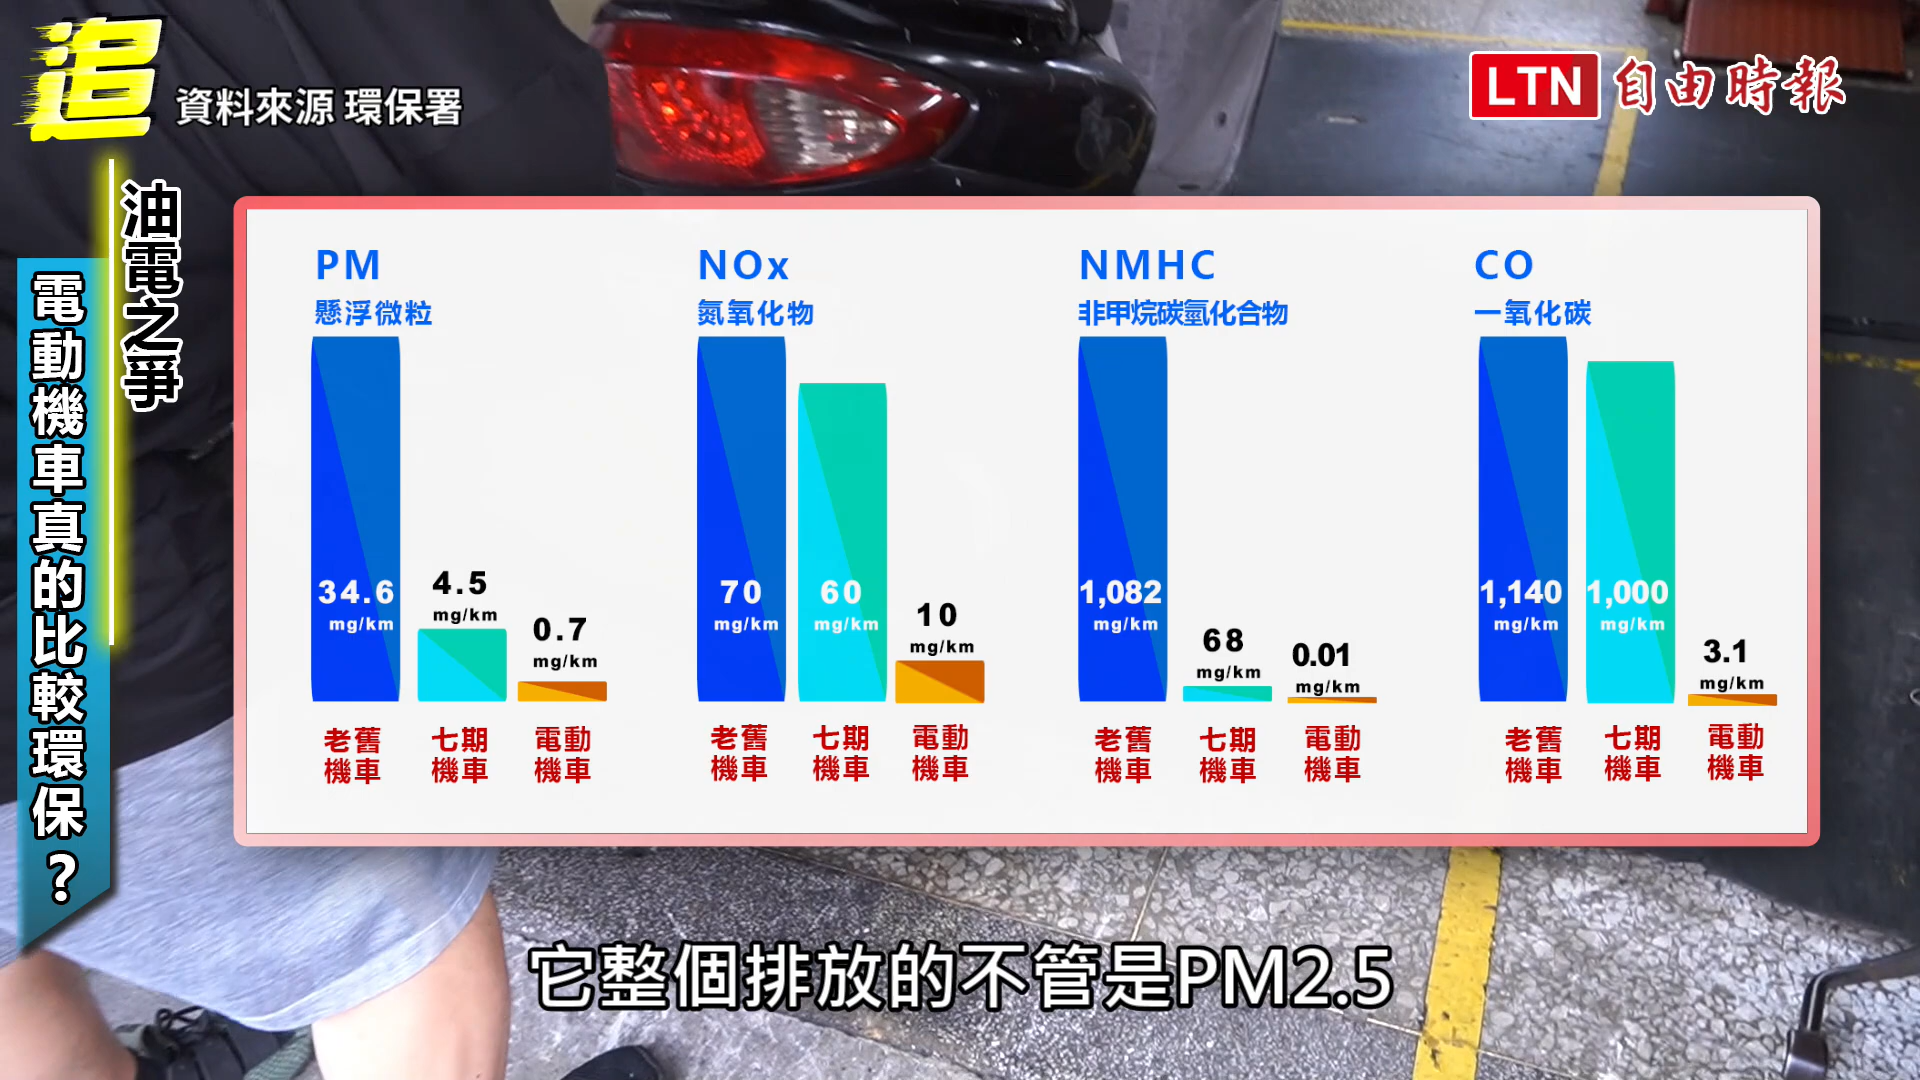 追
資料來源 環保署
LTN 自由時報
油電之爭
電動機車真的比較環保?
PM
懸浮微粒
34.6
mg/km
4.5
mg/km
0.7
mg/km
老舊
機車
七期
機車
電動
機車
NOx
氮氧化物
70
mg/km
60
mg/km
10
mg/km
老舊
機車
七期
機車
電動
機車
NMHC
非甲烷碳氫化合物
1,082
mg/km
68
mg/km
0.01
mg/km
老舊
機車
七期
機車
電動
機車
CO
一氧化碳
1,140
mg/km
1,000
mg/km
3.1
mg/km
老舊
機車
七期
機車
電動
機車
它整個排放的不管是PM2.5